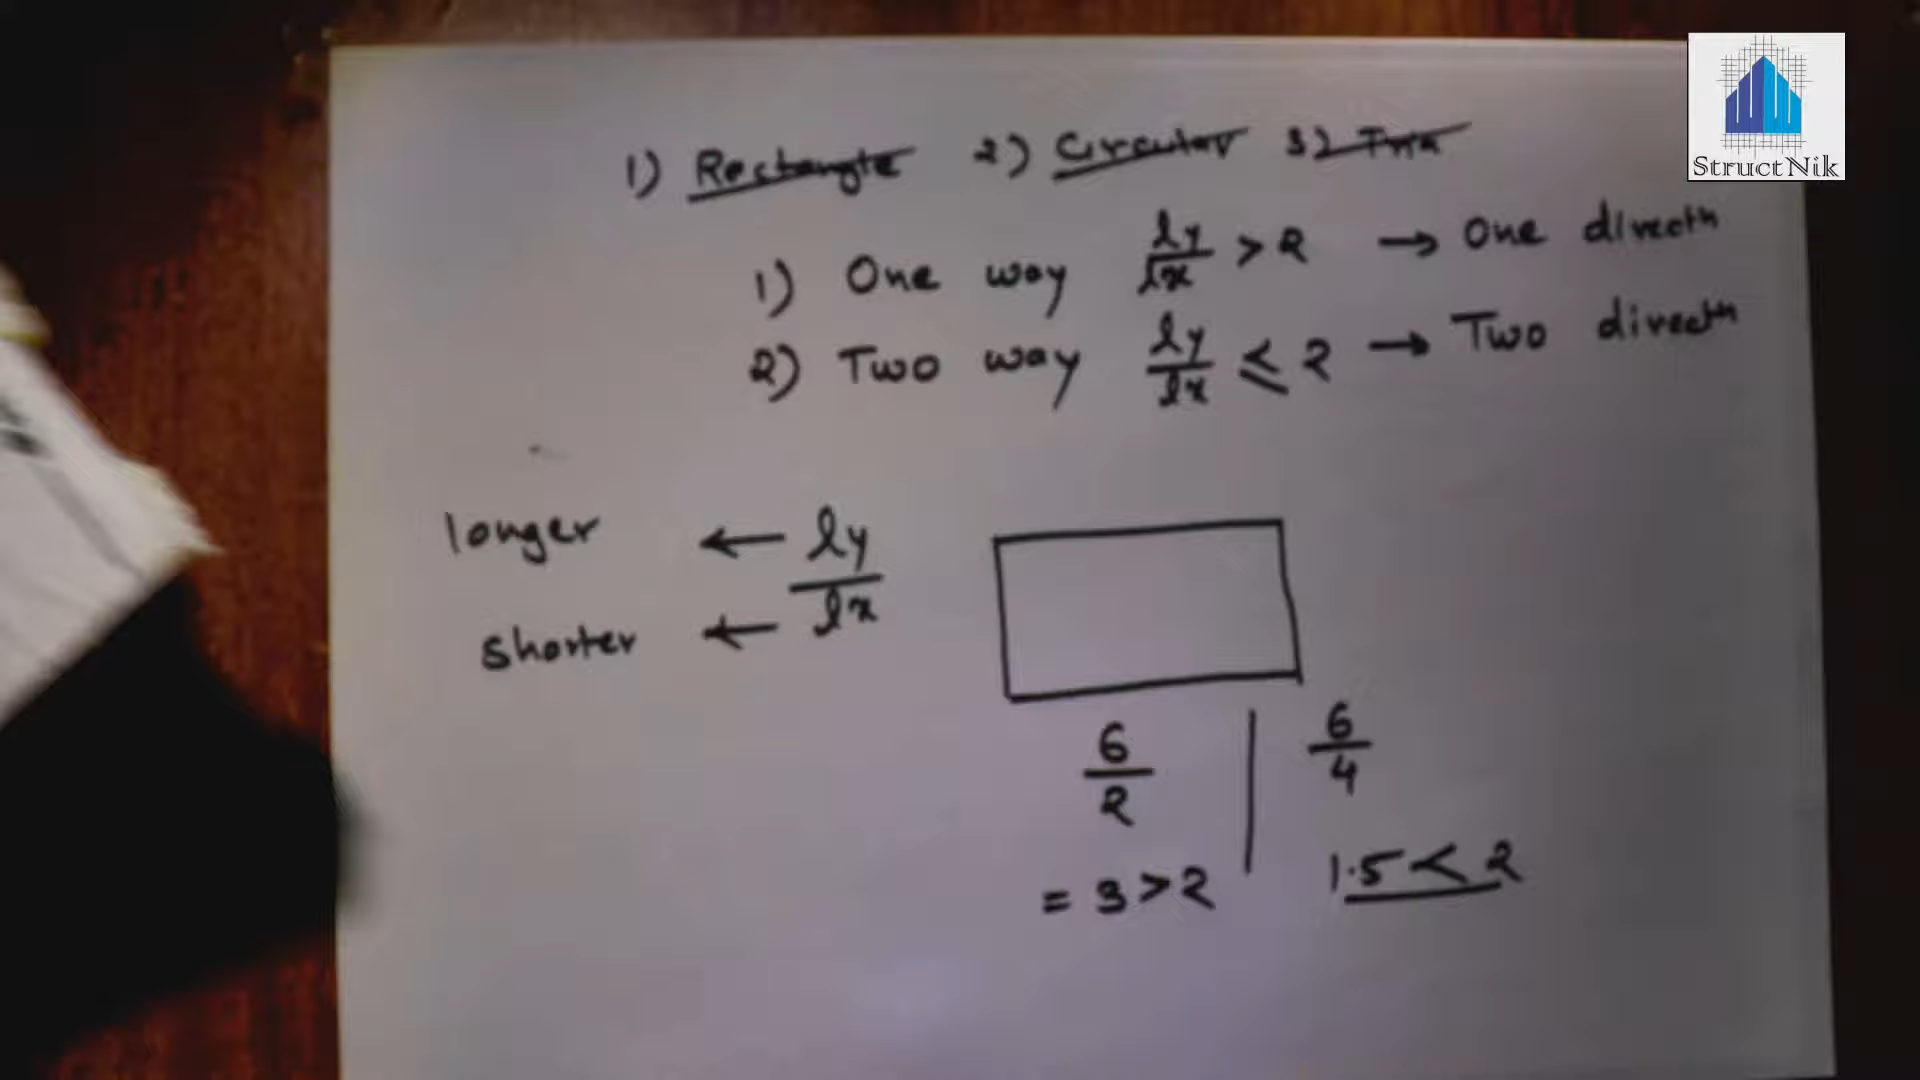 1) Rectangle 2) Circular 3)
1) One way ly/lx > 2 → One directn
2) Two way ly/lx ≤ 2 → Two directn
longer ← ly
shorter ← lx
6/2 | 6/4
= 3 > 2 1.5 < 2
StructNik